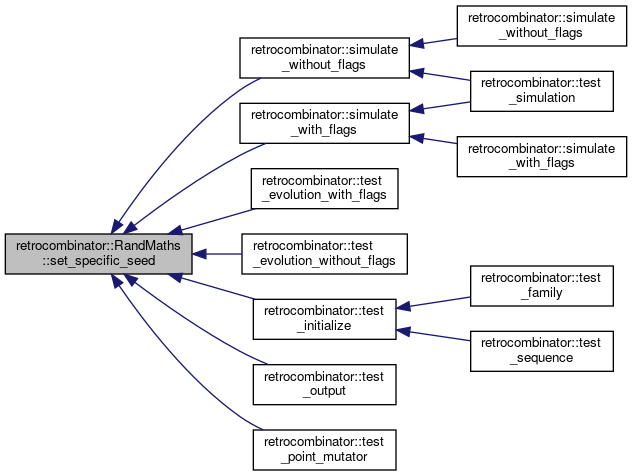 retrocombinator::simulate
_without_flags
retrocombinator::simulate
_without_flags
retrocombinator::test
_simulation
retrocombinator::simulate
_with_flags
retrocombinator::simulate
_with_flags
retrocombinator::test
_evolution_with_flags
retrocombinator::RandMaths
::set_specific_seed
retrocombinator::test
_evolution_without_flags
retrocombinator::test
_family
retrocombinator::test
_initialize
retrocombinator::test
_sequence
retrocombinator::test
_output
retrocombinator::test
_point_mutator